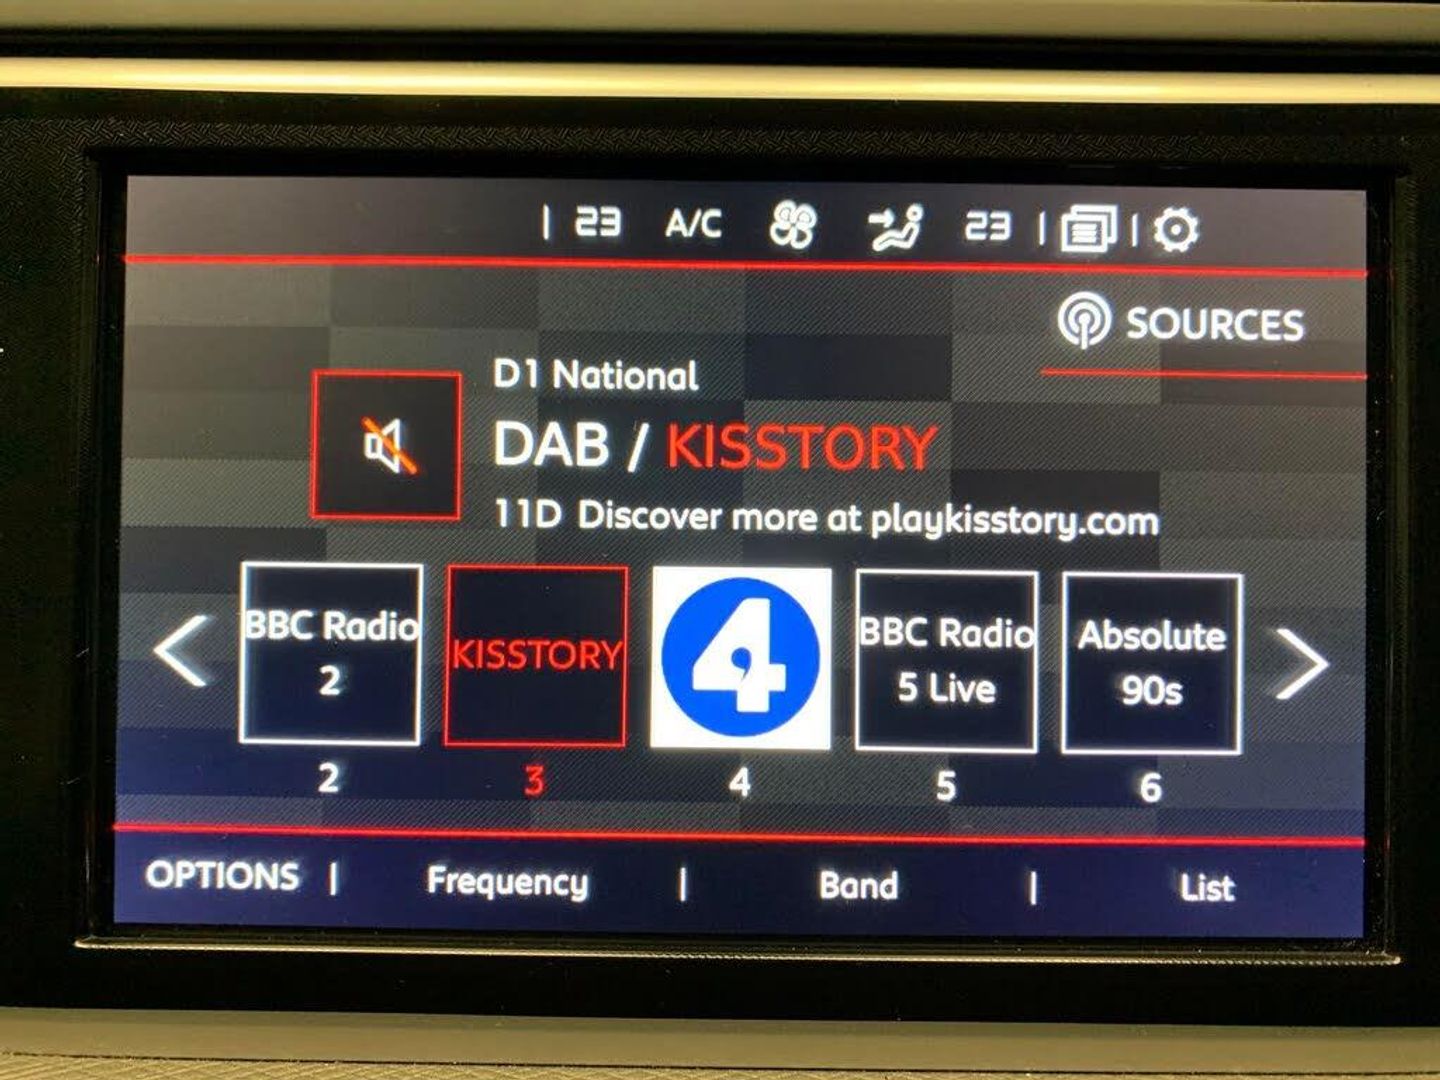 23 A/C 23
SOURCES
D1 National
DAB / KISSTORY
11D Discover more at playkisstory.com
BBC Radio
2
KISSTORY
4
BBC Radio
5 Live
Absolute
90s
2 3 4 5 6
OPTIONS | Frequency | Band | List